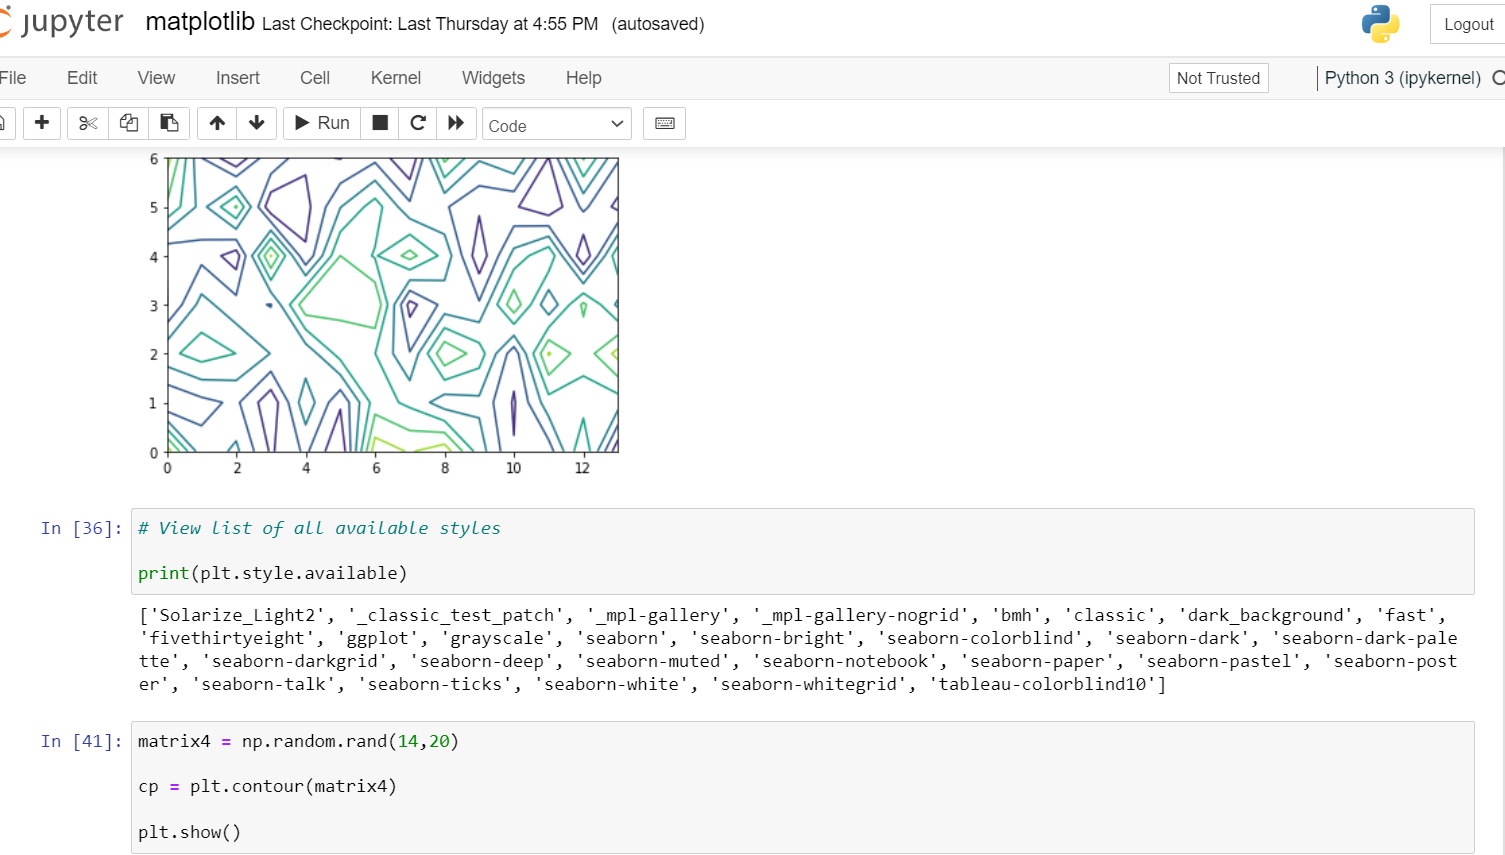 jupyter matplotlib Last Checkpoint: Last Thursday at 4:55 PM (autosaved) Logout
File Edit View Insert Cell Kernel Widgets Help Not Trusted Python 3 (ipykernel)
Run Code
6
5
4
3
2
1
0
0 2 4 6 8 10 12
In [36]: # View list of all available styles
print(plt.style.available)
['Solarize_Light2', '_classic_test_patch', '_mpl-gallery', '_mpl-gallery-nogrid', 'bmh', 'classic', 'dark_background', 'fast',
'fivethirtyeight', 'ggplot', 'grayscale', 'seaborn', 'seaborn-bright', 'seaborn-colorblind', 'seaborn-dark', 'seaborn-dark-pale
tte', 'seaborn-darkgrid', 'seaborn-deep', 'seaborn-muted', 'seaborn-notebook', 'seaborn-paper', 'seaborn-pastel', 'seaborn-post
er', 'seaborn-talk', 'seaborn-ticks', 'seaborn-white', 'seaborn-whitegrid', 'tableau-colorblind10']
In [41]: matrix4 = np.random.rand(14,20)
cp = plt.contour(matrix4)
plt.show()